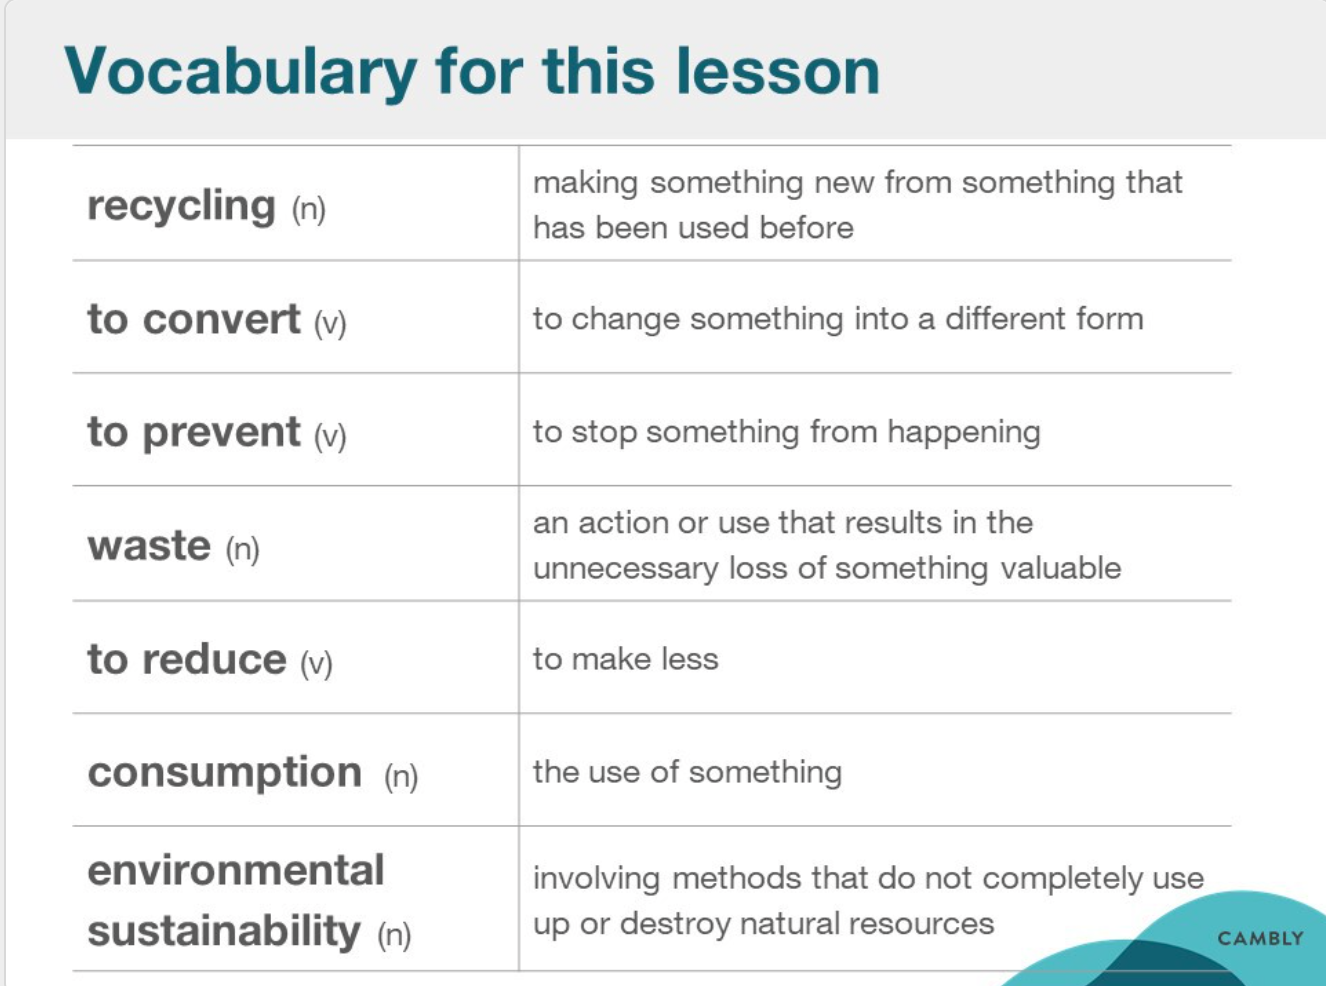 Vocabulary for this lesson
recycling (n)
making something new from something that
has been used before
to convert (v)
to change something into a different form
to prevent (v)
to stop something from happening
waste (n)
an action or use that results in the
unnecessary loss of something valuable
to reduce (v)
to make less
consumption (n)
the use of something
environmental
sustainability (n)
involving methods that do not completely use
up or destroy natural resources
CAMBLY